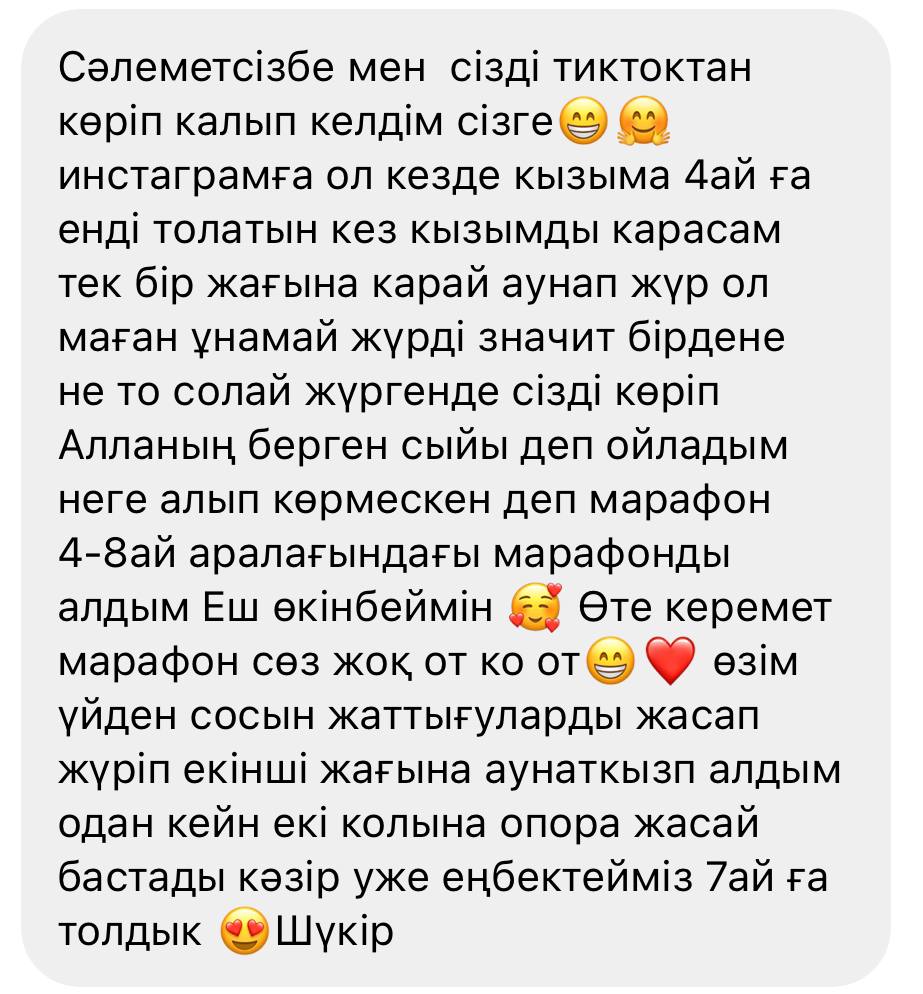 Сәлеметсізбе мен  сізді тиктоктан
көріп калып келдім сізге😁🤗
инстаграмға ол кезде кызыма 4ай ға
енді толатын кез кызымды карасам
тек бір жағына карай аунап жүр ол
маған ұнамай жүрді значит бірдене
не то солай жүргенде сізді көріп
Алланың берген сыйы деп ойладым
неге алып көрмескен деп марафон
4-8ай аралағындағы марафонды
алдым Еш өкінбеймін 🥰 Өте керемет
марафон сөз жоқ от ко от😁❤️ өзім
үйден сосын жаттығуларды жасап
жүріп екінші жағына аунаткызп алдым
одан кейн екі колына опора жасай
бастады кәзір уже еңбектейміз 7ай ға
толдык 😍Шүкір